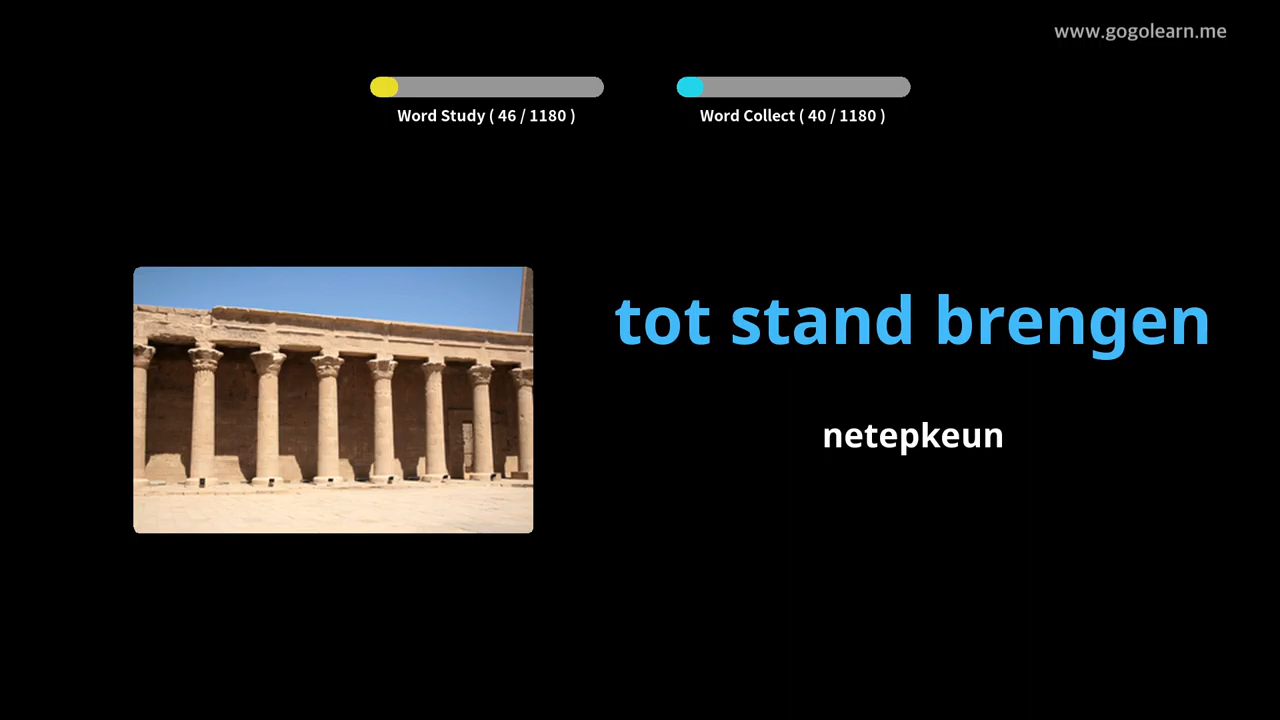 www.gogolearn.me
Word Study ( 46 / 1180 )
Word Collect ( 40 / 1180 )
tot stand brengen
netepkeun